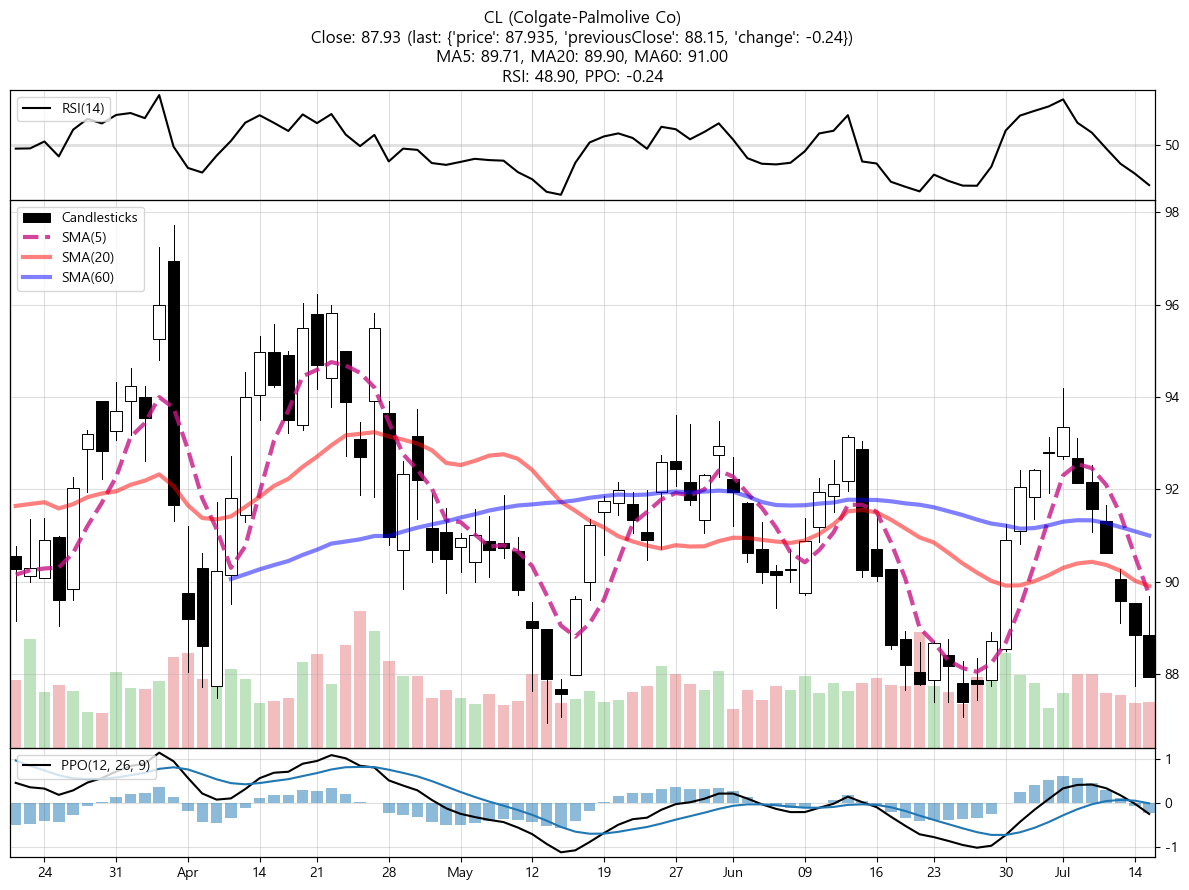 CL (Colgate-Palmolive Co)
Close: 87.93 (last: {'price': 87.935, 'previousClose': 88.15, 'change': -0.24})
MA5: 89.71, MA20: 89.90, MA60: 91.00
RSI: 48.90, PPO: -0.24
RSI(14)
50
Candlesticks
SMA(5)
SMA(20)
SMA(60)
98
96
94
92
90
88
PPO(12, 26, 9)
1
0
-1
24 31 Apr 14 21 28 May 12 19 27 Jun 09 16 23 30 Jul 14